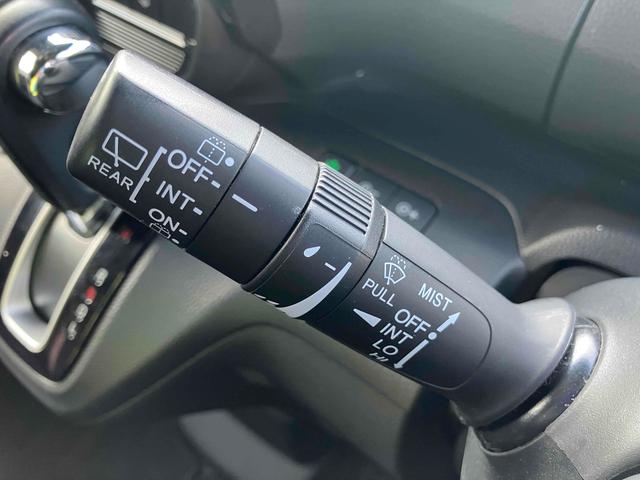 REAR
OFF
INT
ON
PULL
MIST
OFF
INT
LO
HI